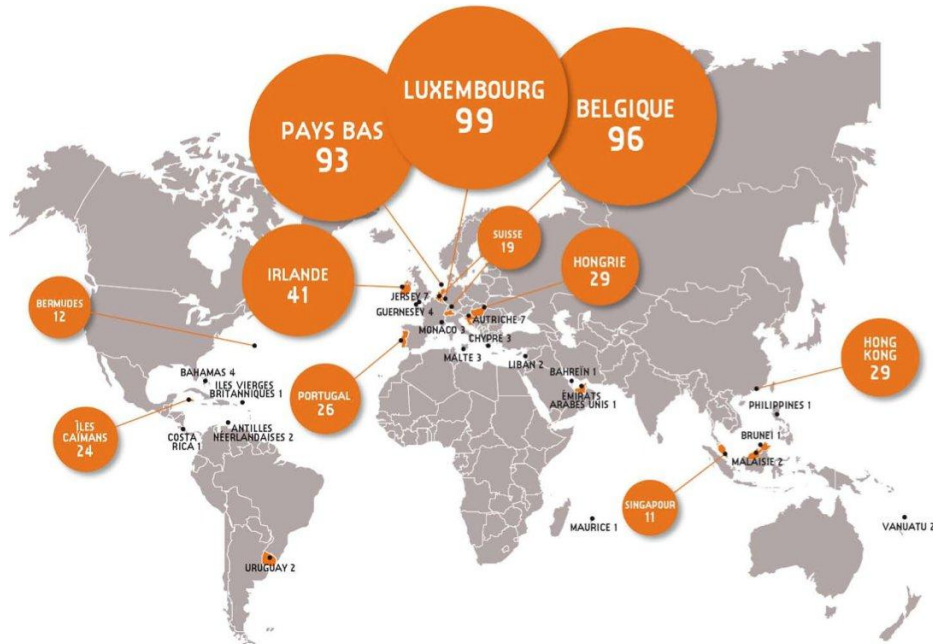 LUXEMBOURG
99
BELGIQUE
96
PAYS BAS
93
SUISSE
19
HONGRIE
29
IRLANDE
41
JERSEY 7
GUERNESEY 4
BERMUDES
12
AUTRICHE 7
MONACO 3
CHYPRE 3
MALTE 3
LIBAN 2
HONG
KONG
29
BAHAMAS 4
ILES VIERGES
BRITANNIQUES 1
PORTUGAL
26
BAHREÏN 1
ÉMIRATS
ARABES UNIS 1
PHILIPPINES 1
ÎLES
CAÏMANS
24
COSTA
RICA 1
ANTILLES
NÉERLANDAISES 2
BRUNEÏ 1
MALAISIE 2
SINGAPOUR
11
MAURICE 1
VANUATU 2
URUGUAY 2